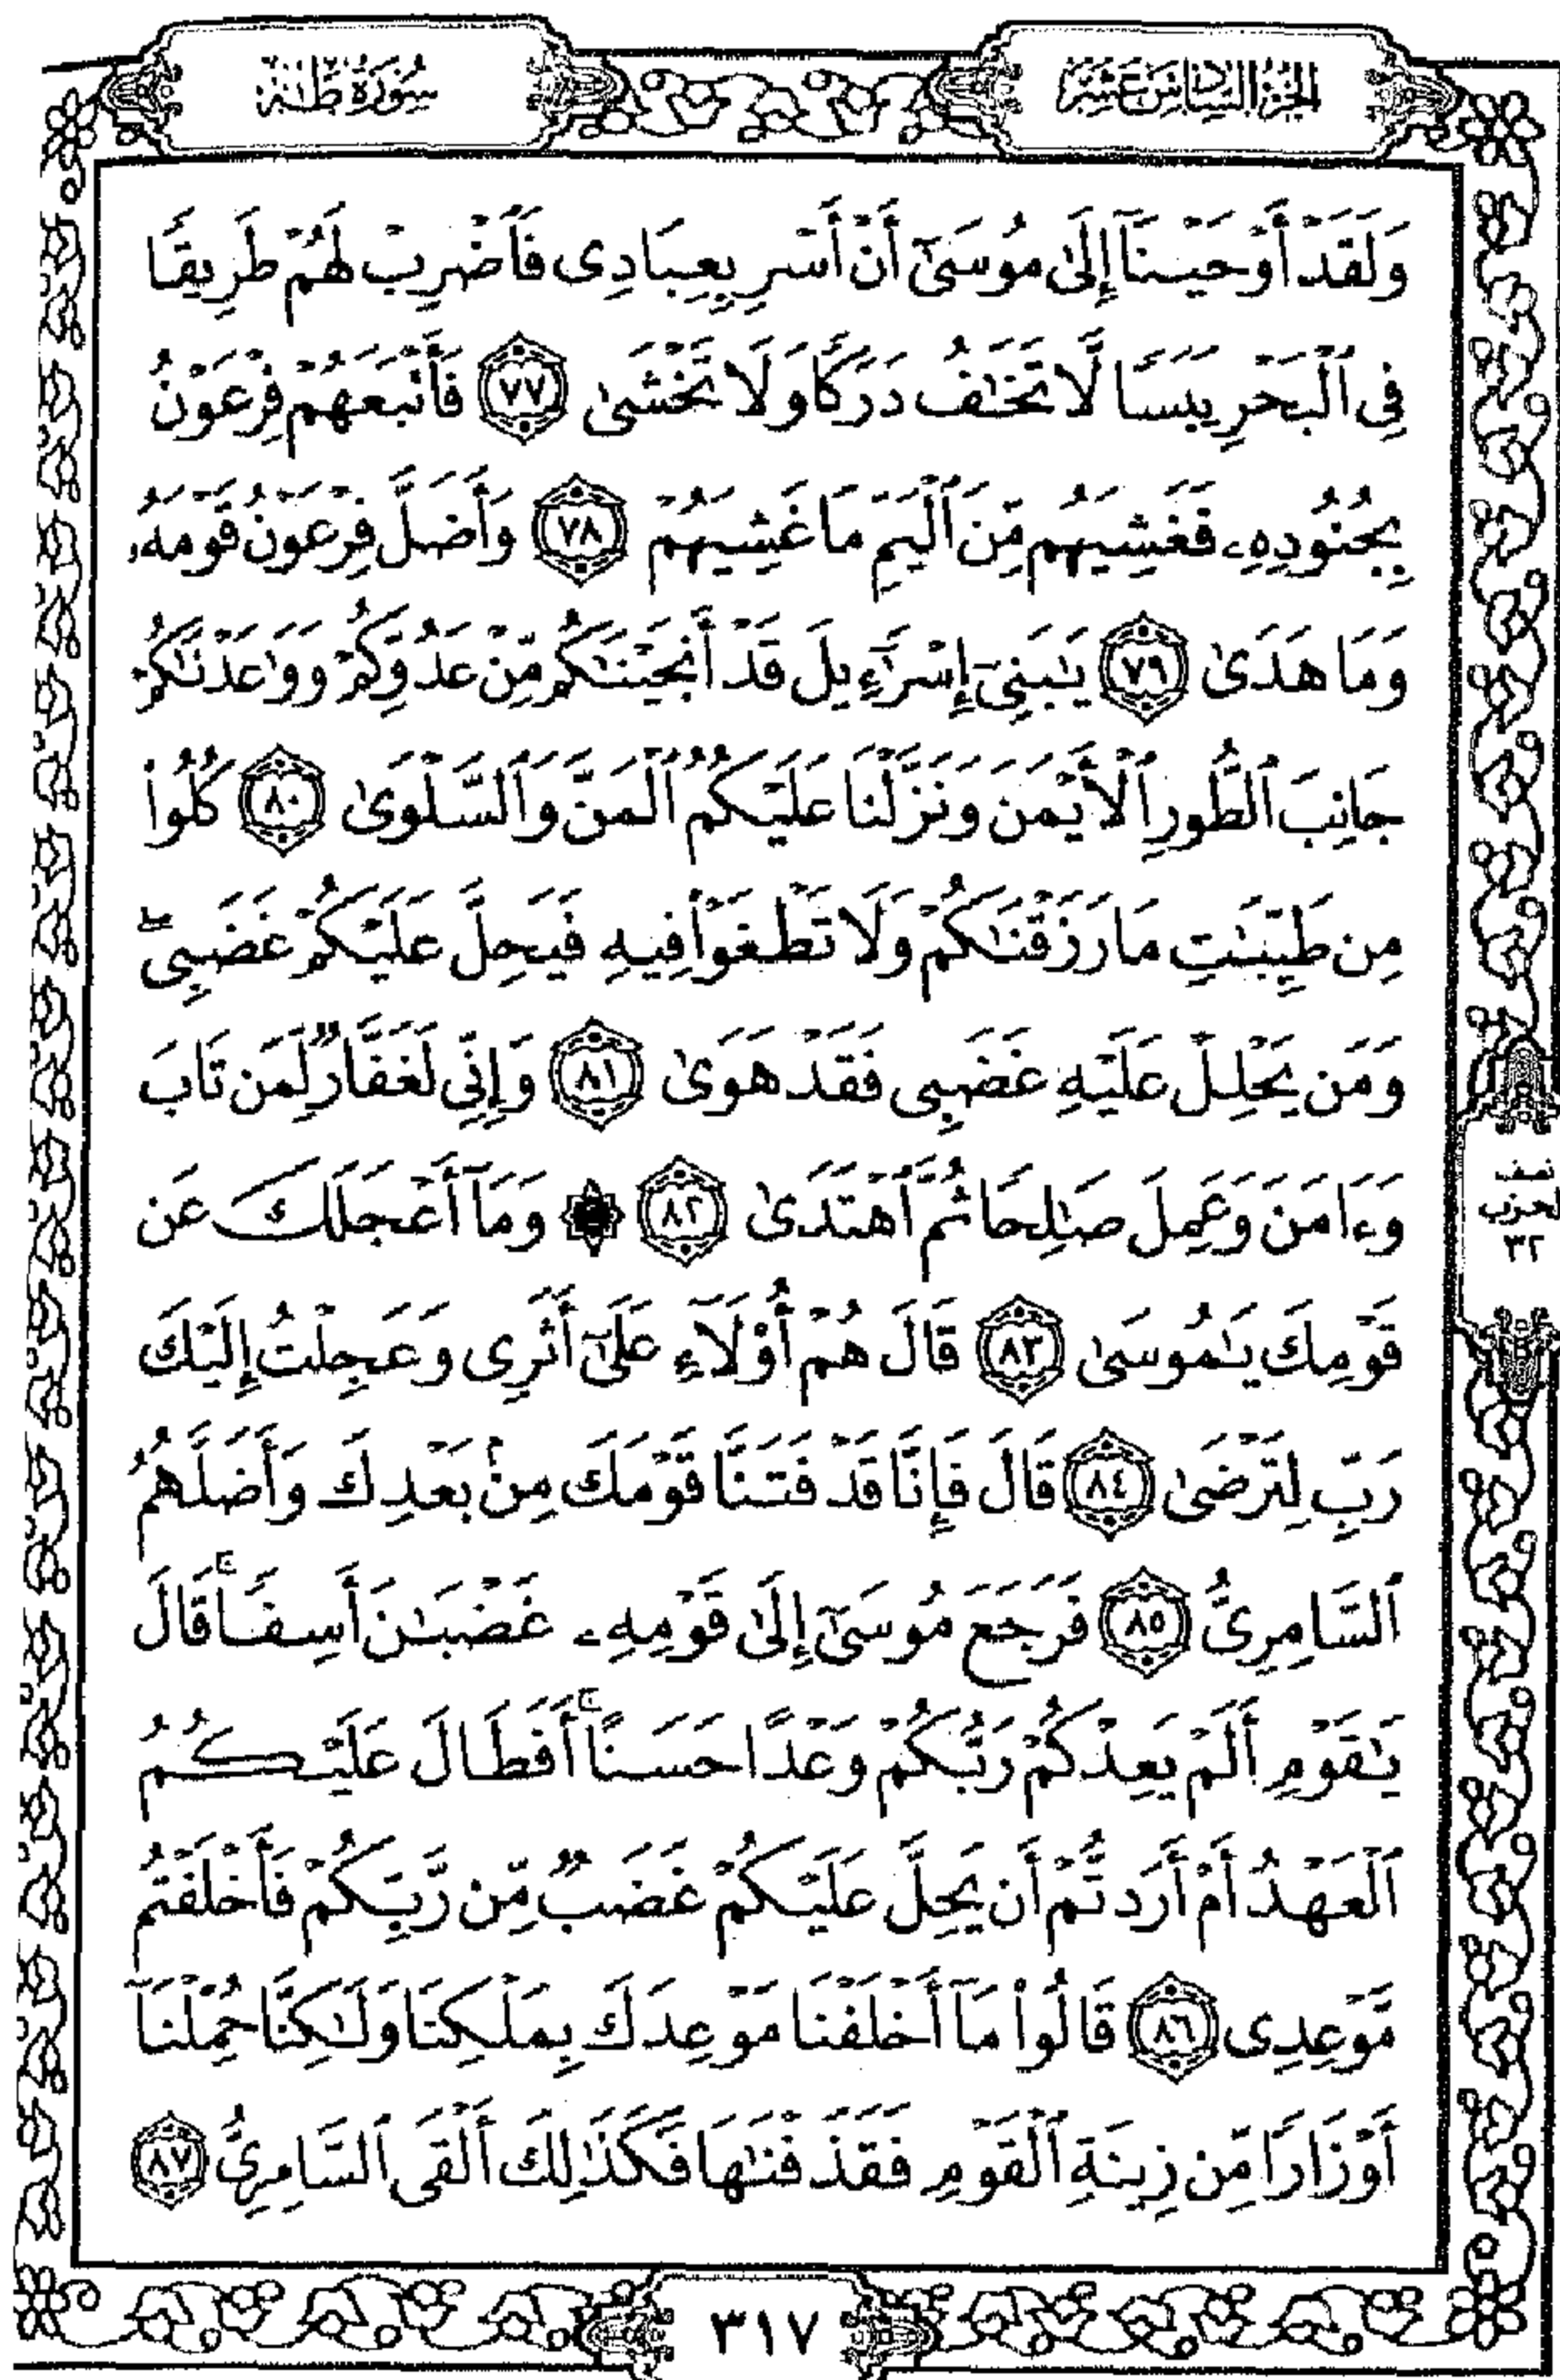 الجزء السادس عشر
سورة طه
وَلَقَدْ أَوْحَيْنَآ إِلَىٰ مُوسَىٰٓ أَنْ أَسْرِ بِعِبَادِى فَٱضْرِبْ لَهُمْ طَرِيقًا
فِى ٱلْبَحْرِ يَبَسًا لَّا تَخَٰفُ دَرَكًا وَلَا تَخْشَىٰ ٧٧ فَأَتْبَعَهُمْ فِرْعَوْنُ
بِجُنُودِهِۦ فَغَشِيَهُم مِّنَ ٱلْيَمِّ مَا غَشِيَهُمْ ٧٨ وَأَضَلَّ فِرْعَوْنُ قَوْمَهُۥ
وَمَا هَدَىٰ ٧٩ يَٰبَنِىٓ إِسْرَٰٓءِيلَ قَدْ أَنجَيْنَٰكُم مِّنْ عَدُوِّكُمْ وَوَٰعَدْنَٰكُمْ
جَانِبَ ٱلطُّورِ ٱلْأَيْمَنَ وَنَزَّلْنَا عَلَيْكُمُ ٱلْمَنَّ وَٱلسَّلْوَىٰ ٨٠ كُلُوا۟
مِن طَيِّبَٰتِ مَا رَزَقْنَٰكُمْ وَلَا تَطْغَوْا۟ فِيهِ فَيَحِلَّ عَلَيْكُمْ غَضَبِىۖ
وَمَن يَحْلِلْ عَلَيْهِ غَضَبِى فَقَدْ هَوَىٰ ٨١ وَإِنِّى لَغَفَّارٌ لِّمَن تَابَ
وَءَامَنَ وَعَمِلَ صَٰلِحًا ثُمَّ ٱهْتَدَىٰ ٨٢ ۞ وَمَآ أَعْجَلَكَ عَن
قَوْمِكَ يَٰمُوسَىٰ ٨٣ قَالَ هُمْ أُو۟لَآءِ عَلَىٰٓ أَثَرِى وَعَجِلْتُ إِلَيْكَ
رَبِّ لِتَرْضَىٰ ٨٤ قَالَ فَإِنَّا قَدْ فَتَنَّا قَوْمَكَ مِنۢ بَعْدِكَ وَأَضَلَّهُمُ
ٱلسَّامِرِىُّ ٨٥ فَرَجَعَ مُوسَىٰٓ إِلَىٰ قَوْمِهِۦ غَضْبَٰنَ أَسِفًاۚ قَالَ
يَٰقَوْمِ أَلَمْ يَعِدْكُمْ رَبُّكُمْ وَعْدًا حَسَنًاۚ أَفَطَالَ عَلَيْكُمُ
ٱلْعَهْدُ أَمْ أَرَدتُّمْ أَن يَحِلَّ عَلَيْكُمْ غَضَبٌ مِّن رَّبِّكُمْ فَأَخْلَفْتُم
مَّوْعِدِى ٨٦ قَالُوا۟ مَآ أَخْلَفْنَا مَوْعِدَكَ بِمَلْكِنَا وَلَٰكِنَّا حُمِّلْنَآ
أَوْزَارًا مِّن زِينَةِ ٱلْقَوْمِ فَقَذَفْنَٰهَا فَكَذَٰلِكَ أَلْقَى ٱلسَّامِرِىُّ ٨٧
نصف
الحزب
٣٢
٣١٧